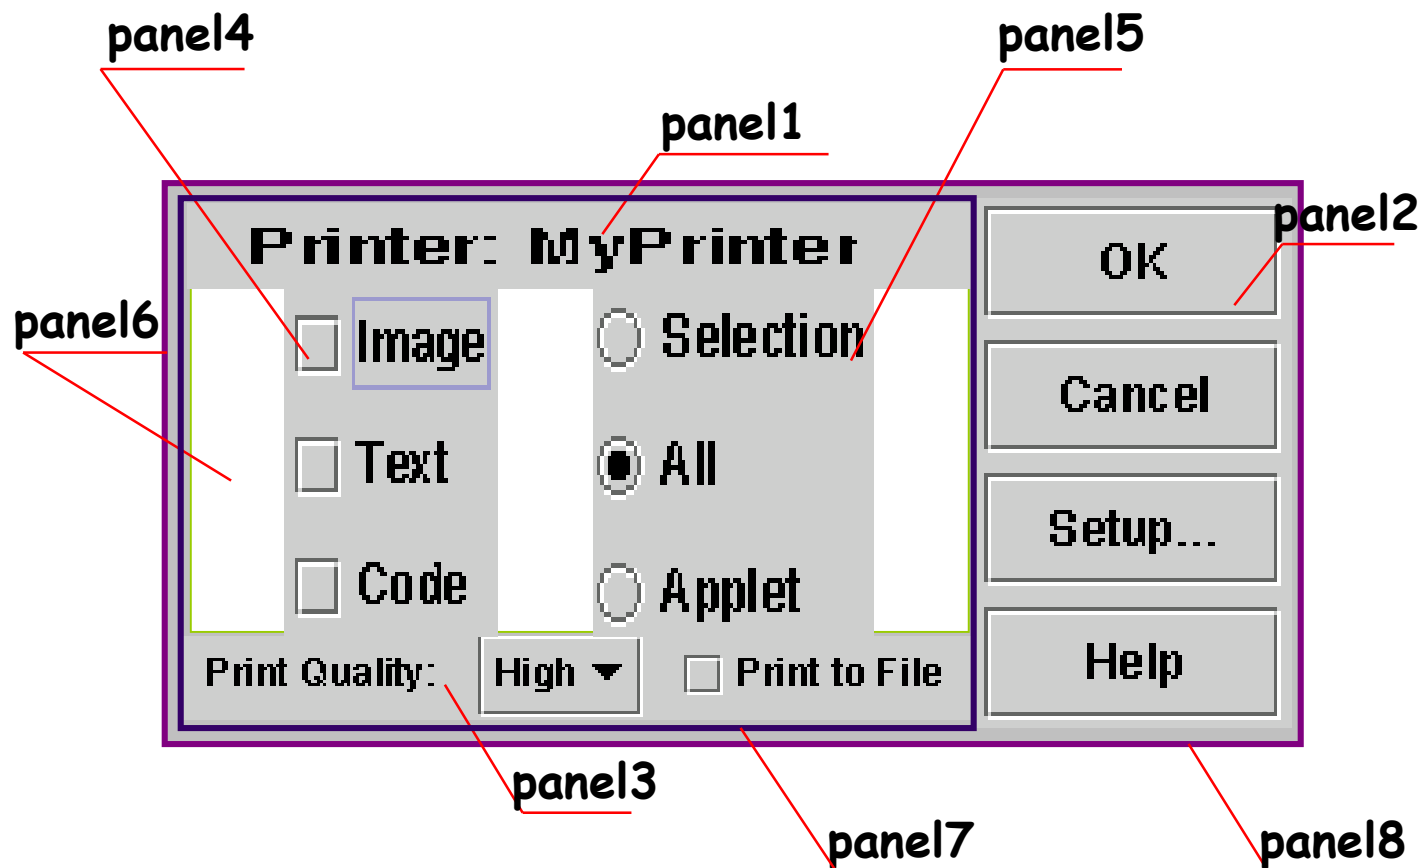 panel4
panel5
panel1
panel2
Printer: MyPrinter
OK
panel6
Image
Selection
Cancel
Text
All
Setup...
Code
Applet
Print Quality:
High
Print to File
Help
panel3
panel7
panel8